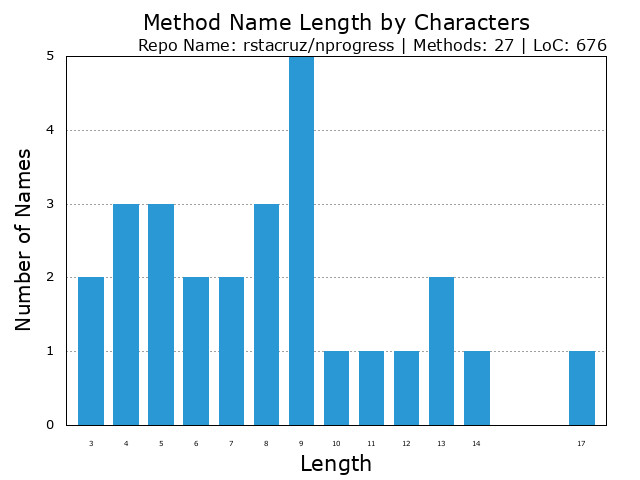 Method Name Length by Characters
Repo Name: rstacruz/nprogress | Methods: 27 | LoC: 676
5
4
3
2
1
0
Number of Names
3 4 5 6 7 8 9 10 11 12 13 14 17
Length